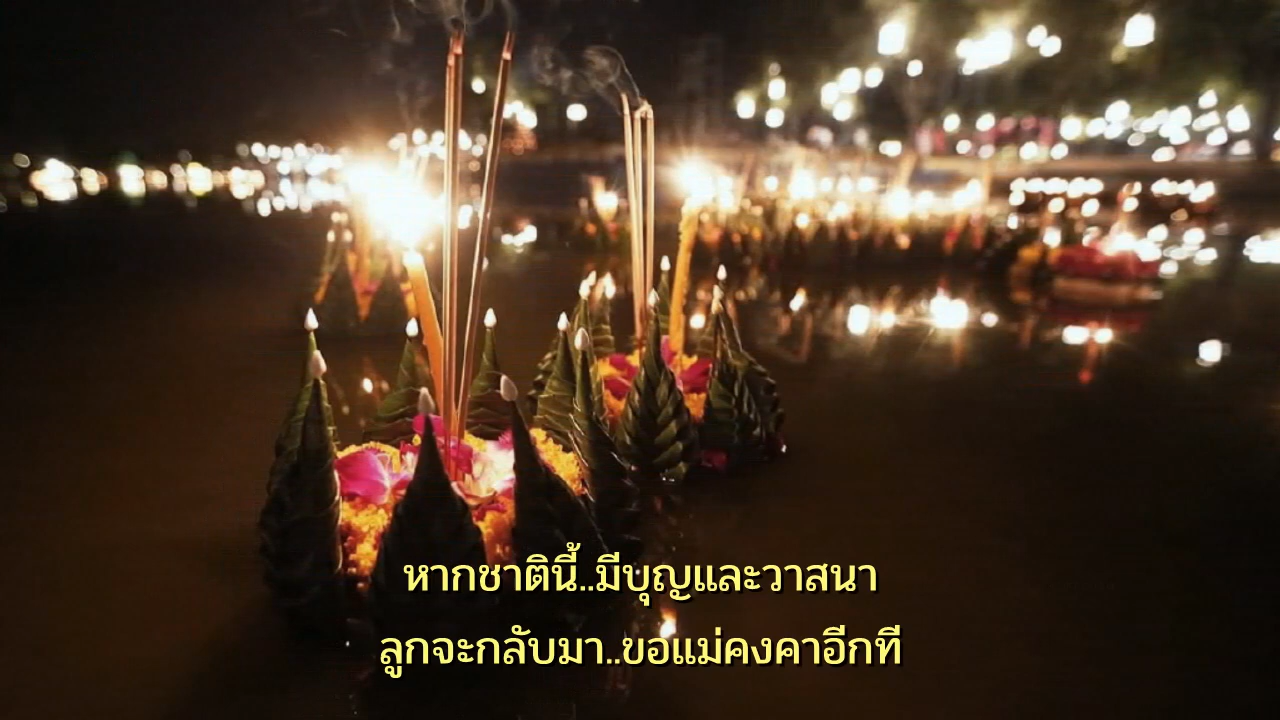 หากชาตินี้..มีบุญและวาสนา
ลูกจะกลับมา..ขอแม่คงคาอีกที